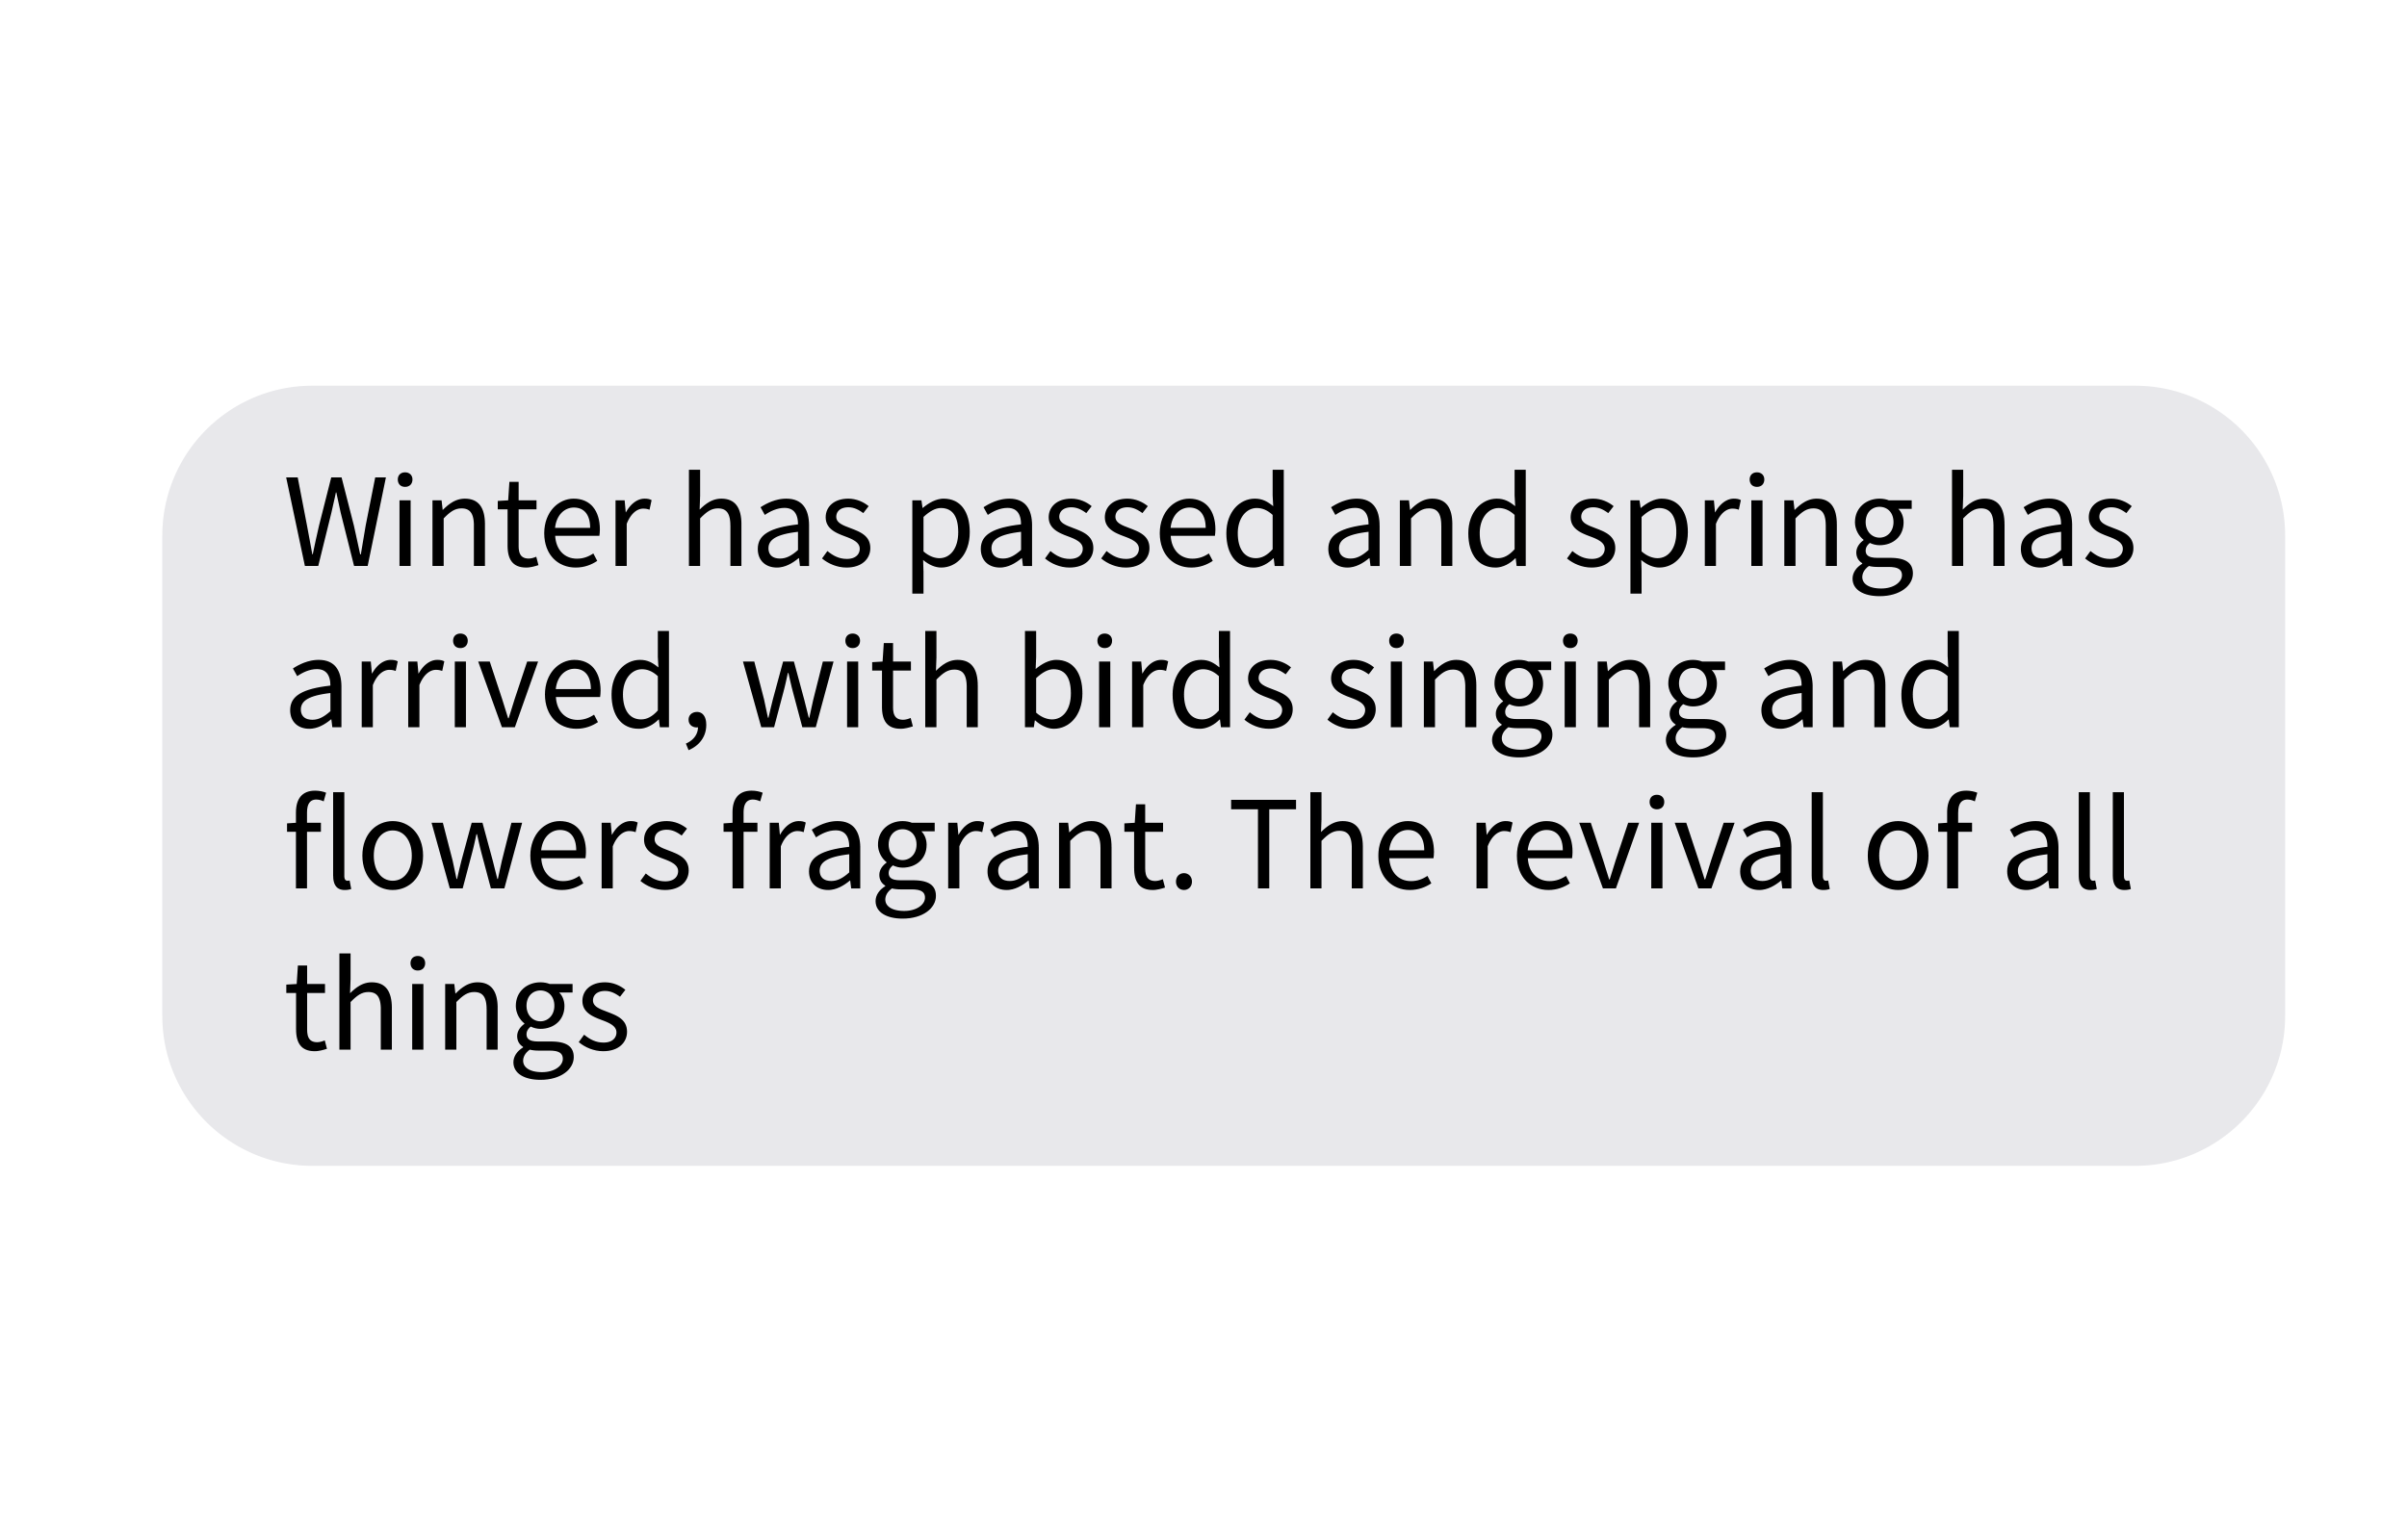 Winter has passed and spring has
arrived, with birds singing and
flowers fragrant. The revival of all
things